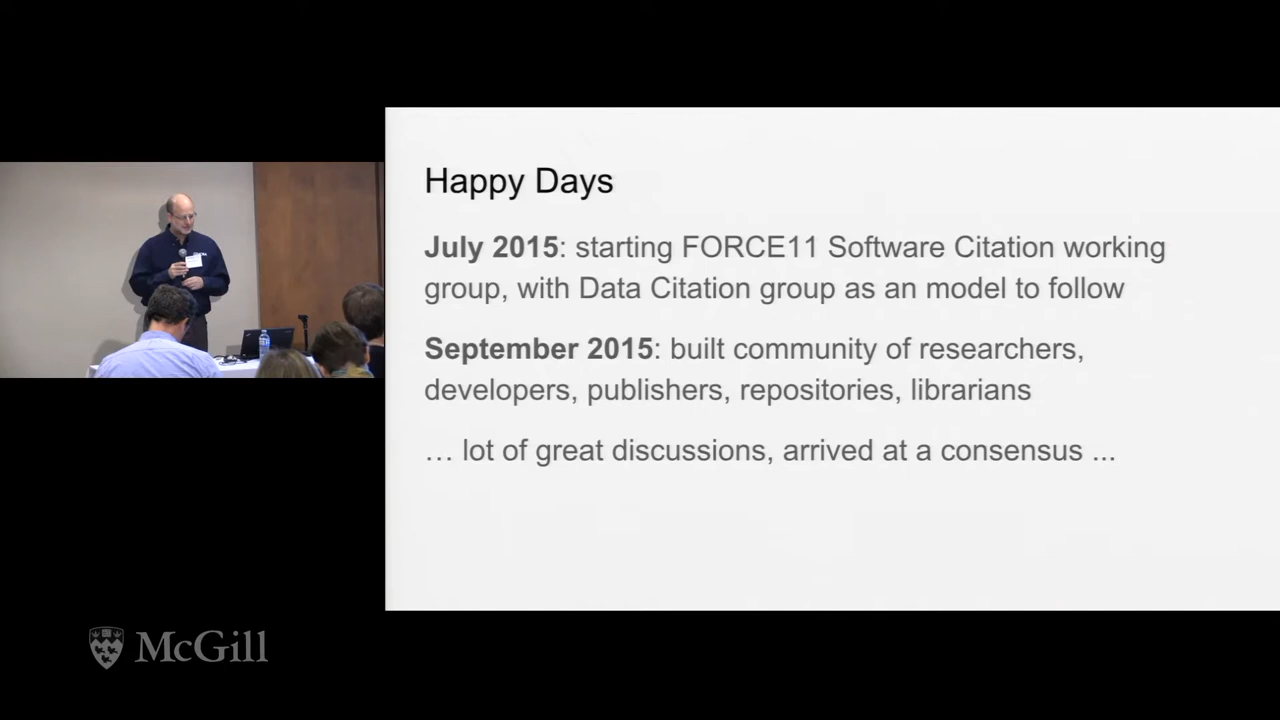 Happy Days
July 2015: starting FORCE11 Software Citation working
group, with Data Citation group as an model to follow
September 2015: built community of researchers,
developers, publishers, repositories, librarians
… lot of great discussions, arrived at a consensus ...
McGill